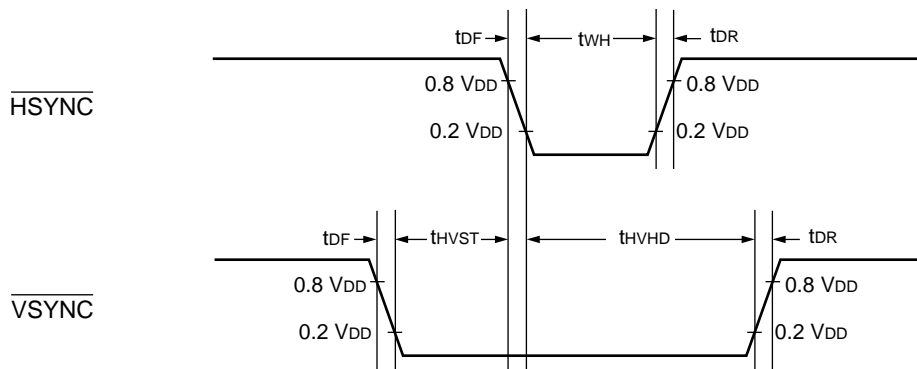 tDF tWH tDR
HSYNC
0.8 VDD 0.8 VDD
0.2 VDD 0.2 VDD
tDF tHVST tHVHD tDR
VSYNC
0.8 VDD 0.8 VDD
0.2 VDD 0.2 VDD